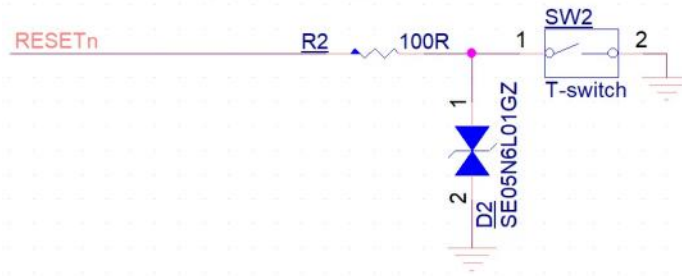 SW2
RESETn
R2
100R
1
2
T-switch
1
2
D2
SE05N6L01GZ